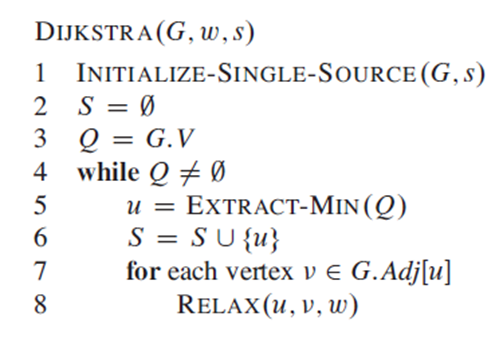 DIJKSTRA(G, w, s)
1 INITIALIZE-SINGLE-SOURCE(G, s)
2 S = ∅
3 Q = G.V
4 while Q ≠ ∅
5 u = EXTRACT-MIN(Q)
6 S = S ∪ {u}
7 for each vertex v ∈ G.Adj[u]
8 RELAX(u, v, w)